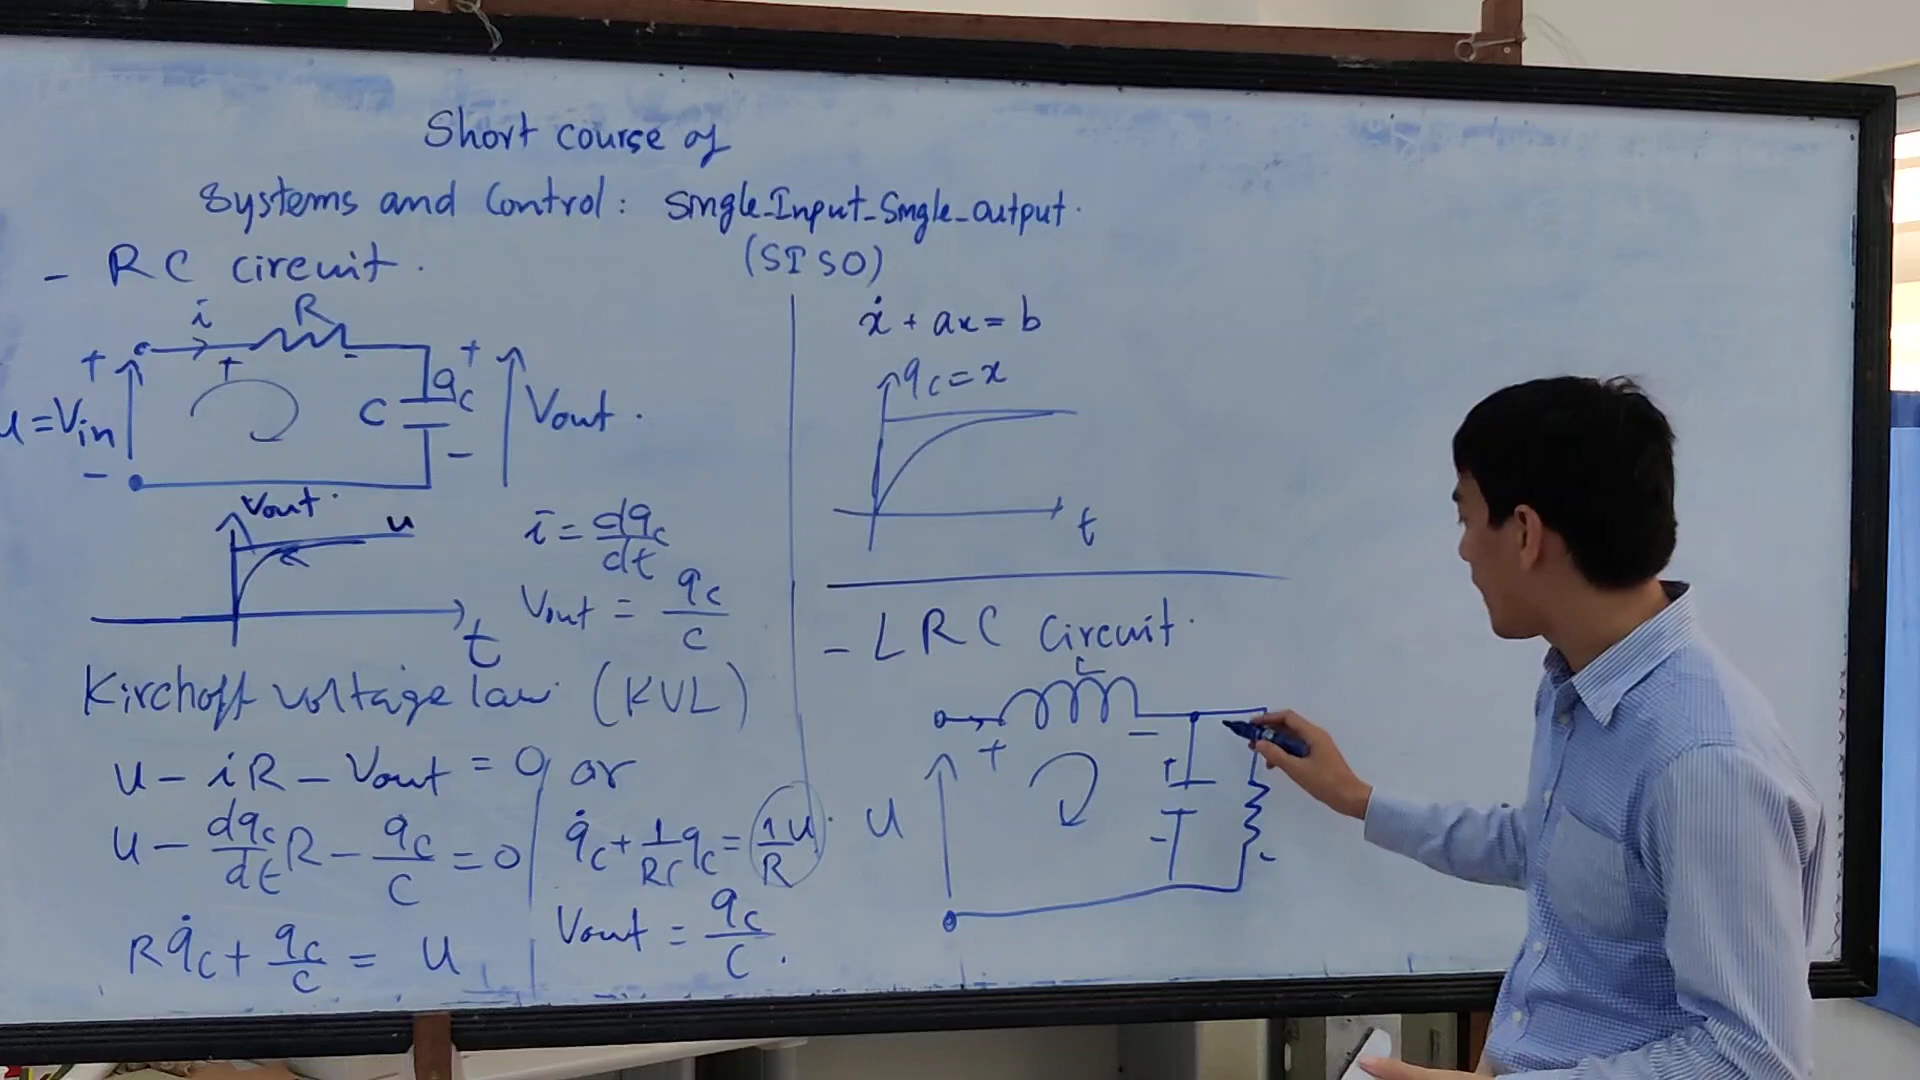 Short course of
Systems and Control: Single_Input_Single_output.
(SISO)
- RC circuit.
i R
+ + - +
u = Vin C qc Vout.
- -
Vout. u
t
i = dqc/dt
Vout = qc/C
Kirchoff voltage law (KVL)
u - iR - Vout = 0 or
u - dqc/dt R - qc/C = 0
Rq̇c + qc/C = u
q̇c + 1/RC qc = 1/R u.
Vout = qc/C.
ẋ + ax = b
qc = x
t
- LRC Circuit.
L
+ -
u
+
- -